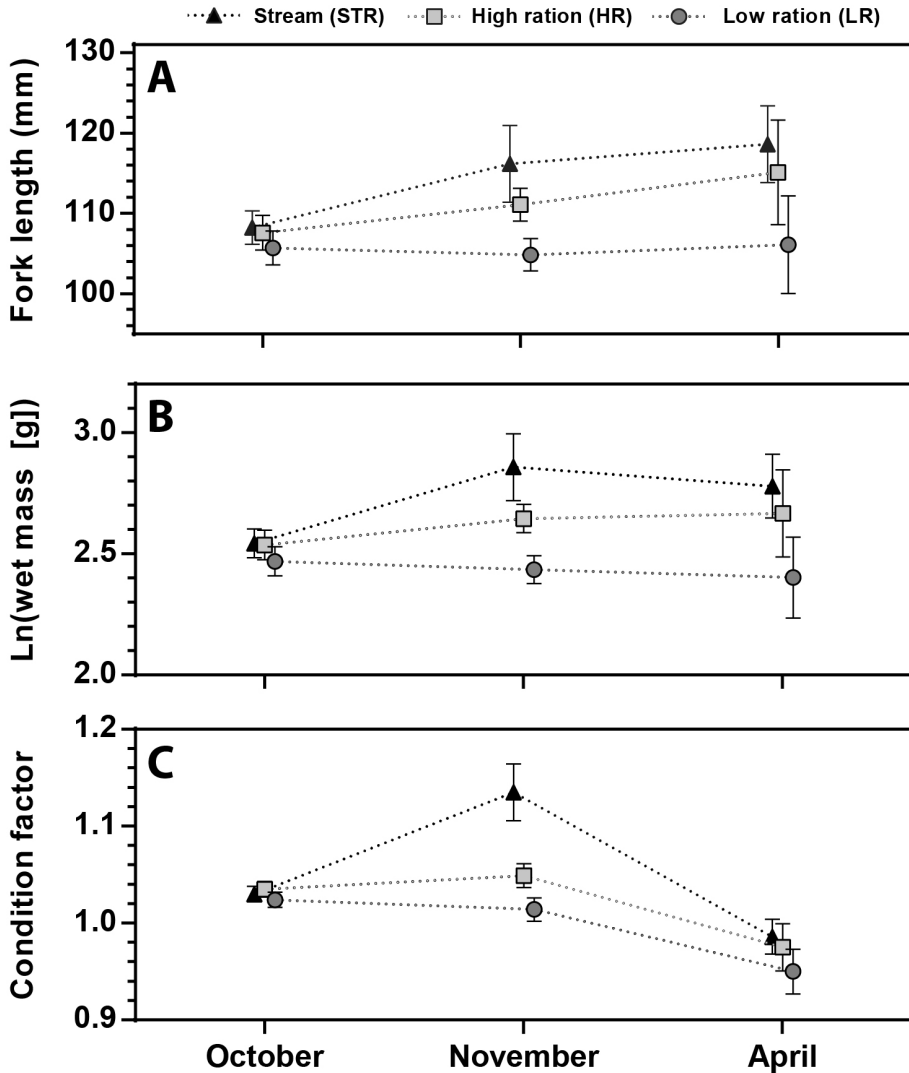 Stream (STR) High ration (HR) Low ration (LR)
A
Fork length (mm)
130
120
110
100
B
Ln(wet mass [g])
3.0
2.5
2.0
C
Condition factor
1.2
1.1
1.0
0.9
October November April